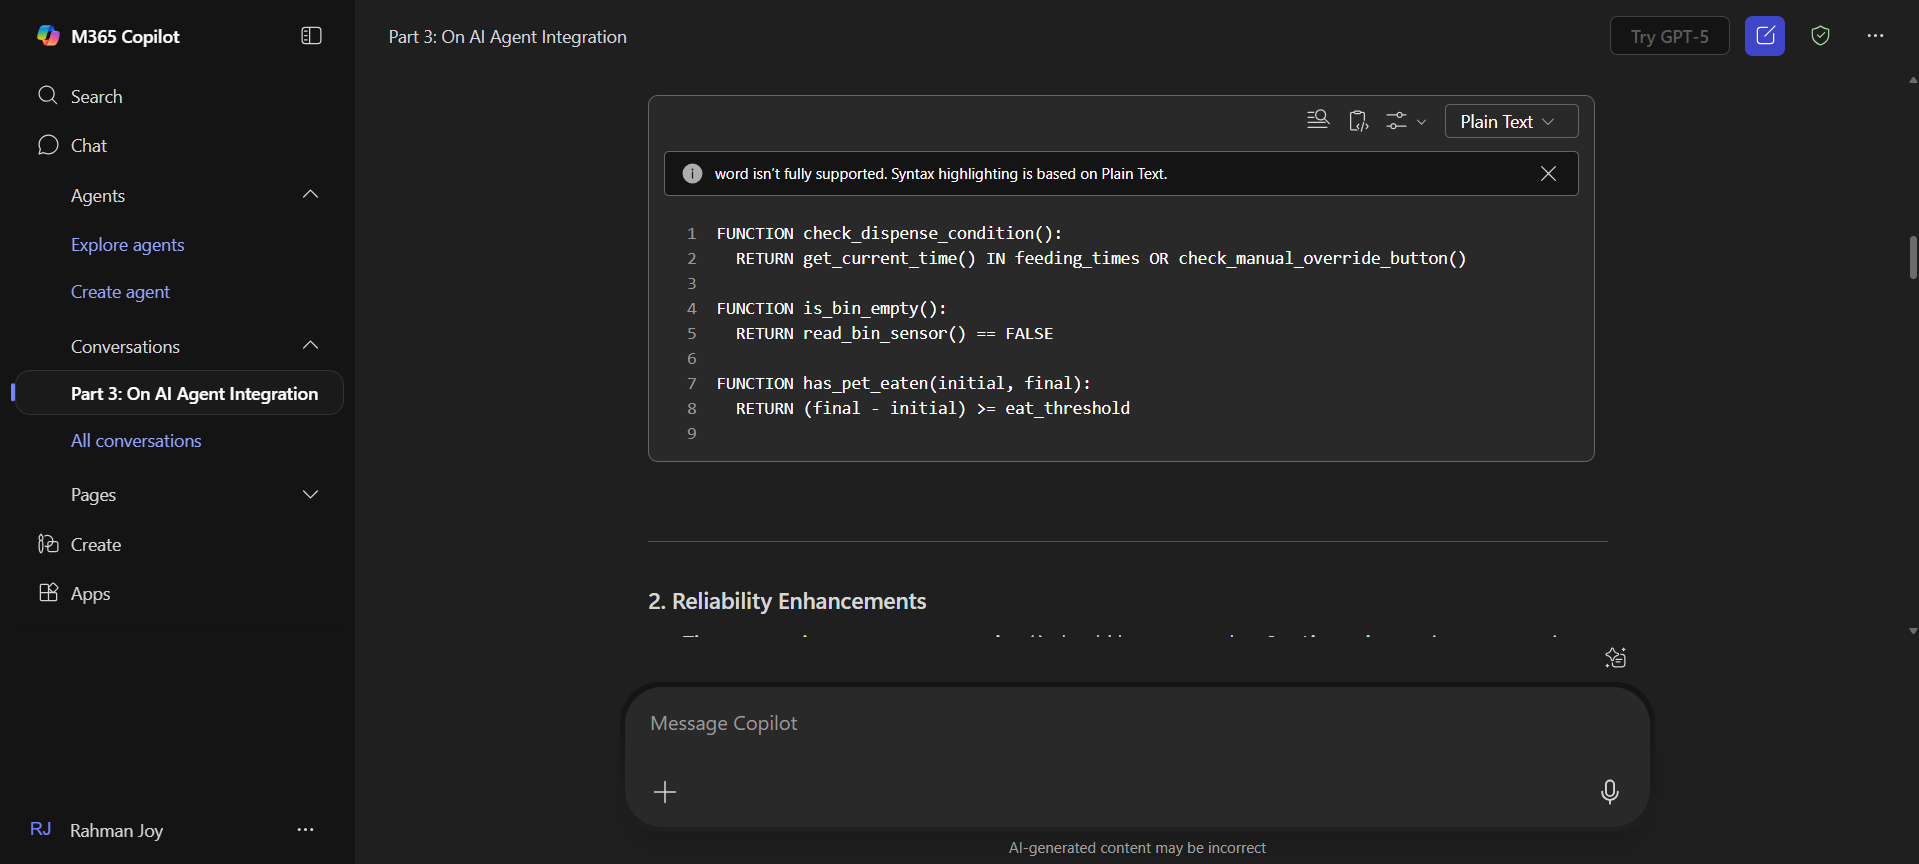 M365 Copilot
Search
Chat
Agents
Explore agents
Create agent
Conversations
Part 3: On AI Agent Integration
All conversations
Pages
Create
Apps
RJ Rahman Joy
Part 3: On AI Agent Integration
Try GPT-5
Plain Text
word isn't fully supported. Syntax highlighting is based on Plain Text.
1 FUNCTION check_dispense_condition():
2   RETURN get_current_time() IN feeding_times OR check_manual_override_button()
3
4 FUNCTION is_bin_empty():
5   RETURN read_bin_sensor() == FALSE
6
7 FUNCTION has_pet_eaten(initial, final):
8   RETURN (final - initial) >= eat_threshold
9
2. Reliability Enhancements
Message Copilot
AI-generated content may be incorrect